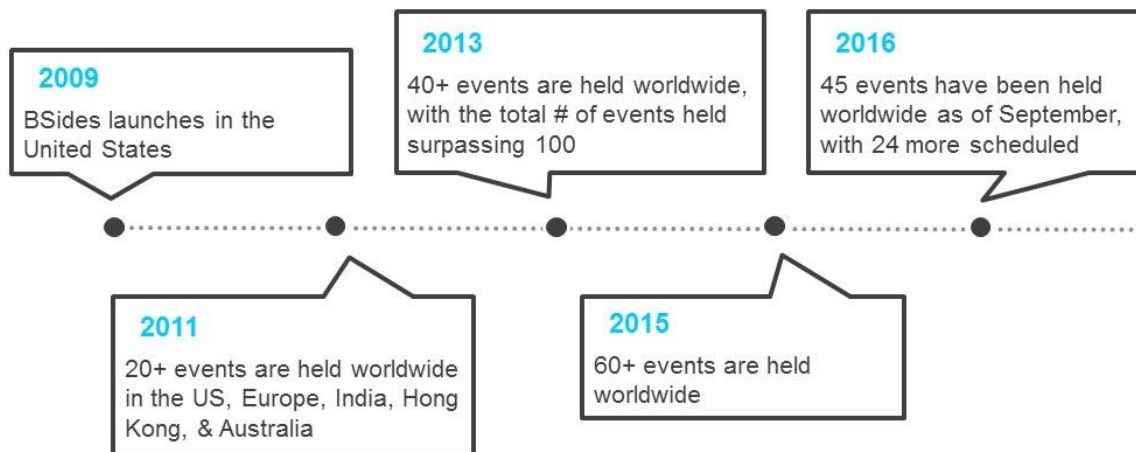 2009
BSides launches in the
United States
2011
20+ events are held worldwide
in the US, Europe, India, Hong
Kong, & Australia
2013
40+ events are held worldwide,
with the total # of events held
surpassing 100
2015
60+ events are held
worldwide
2016
45 events have been held
worldwide as of September,
with 24 more scheduled